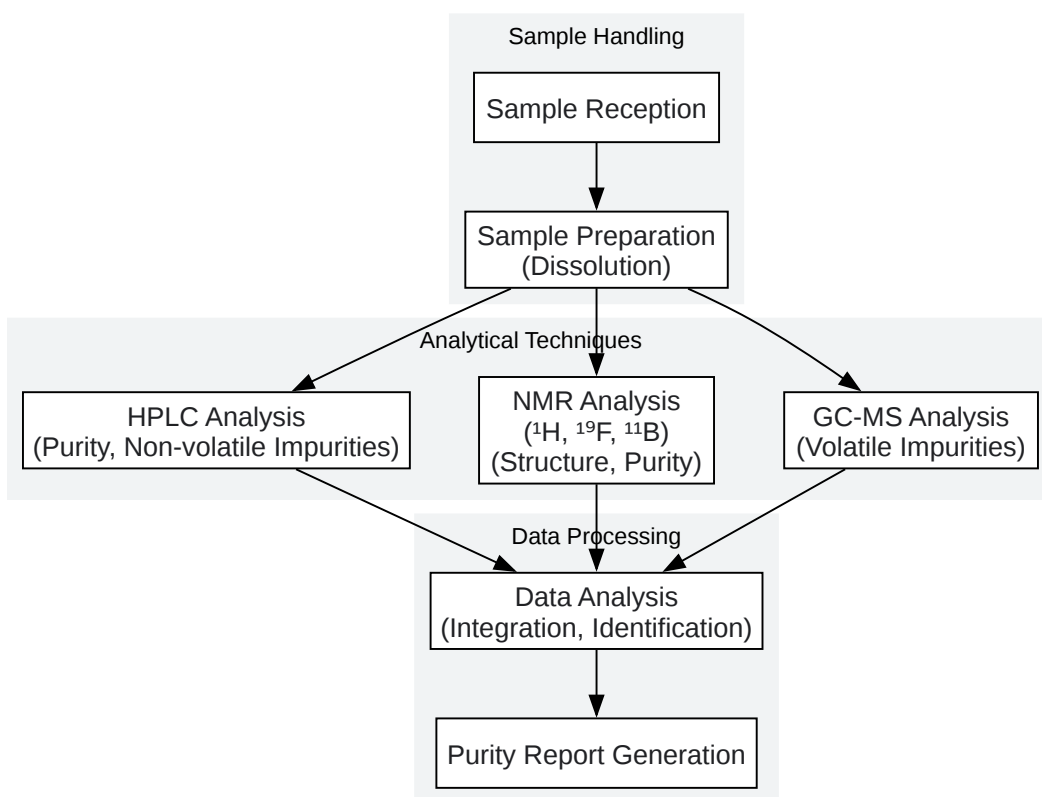 Sample Handling
Sample Reception
Sample Preparation
(Dissolution)
Analytical Techniques
HPLC Analysis
(Purity, Non-volatile Impurities)
NMR Analysis
(¹H, ¹⁹F, ¹¹B)
(Structure, Purity)
GC-MS Analysis
(Volatile Impurities)
Data Processing
Data Analysis
(Integration, Identification)
Purity Report Generation